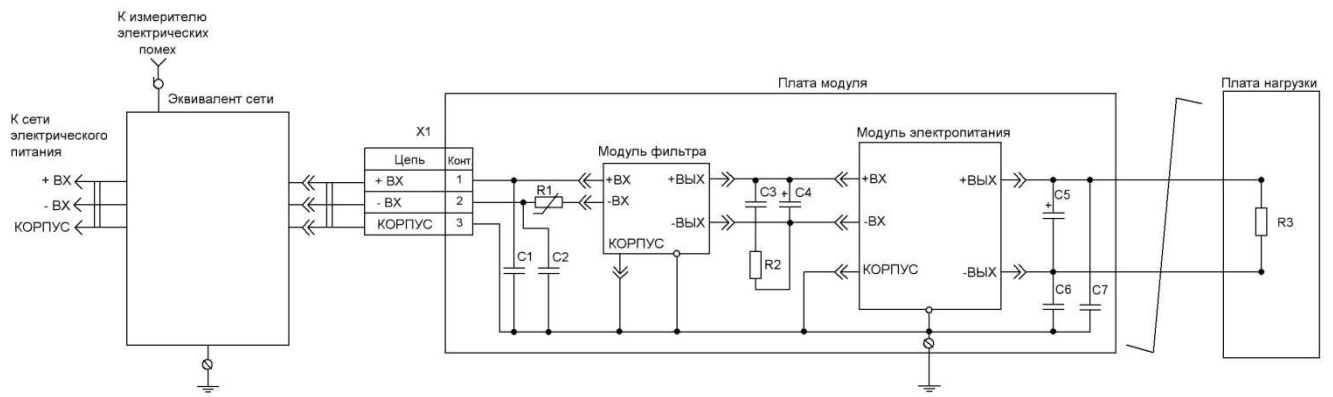 К измерителю
электрических
помех
Эквивалент сети
К сети
электрического
питания
+ ВХ
- ВХ
КОРПУС
X1
Цепь Конт.
+ ВХ 1
- ВХ 2
КОРПУС 3
Плата модуля
R1
C1
C2
Модуль фильтра
+ВХ +ВЫХ
-ВХ
-ВЫХ
КОРПУС
C3
+ C4
R2
Модуль электропитания
+ВХ +ВЫХ
-ВХ
КОРПУС -ВЫХ
C5
+
C6
C7
Плата нагрузки
R3